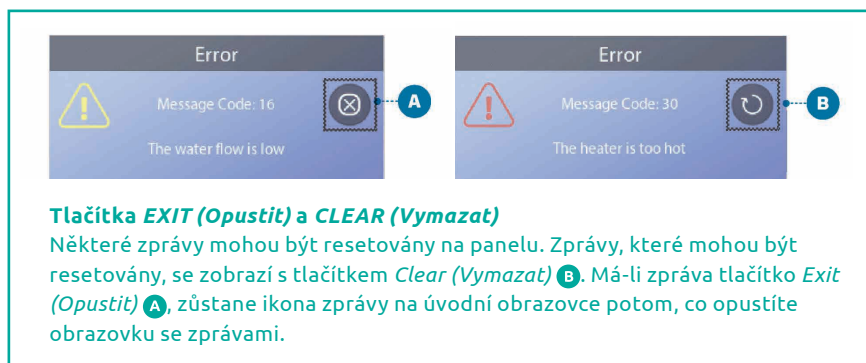 Error
Message Code: 16
A
The water flow is low
Error
Message Code: 30
B
The heater is too hot
Tlačítka EXIT (Opustit) a CLEAR (Vymazat)
Některé zprávy mohou být resetovány na panelu. Zprávy, které mohou být
resetovány, se zobrazí s tlačítkem Clear (Vymazat) B. Má-li zpráva tlačítko Exit
(Opustit) A, zůstane ikona zprávy na úvodní obrazovce potom, co opustíte
obrazovku se zprávami.